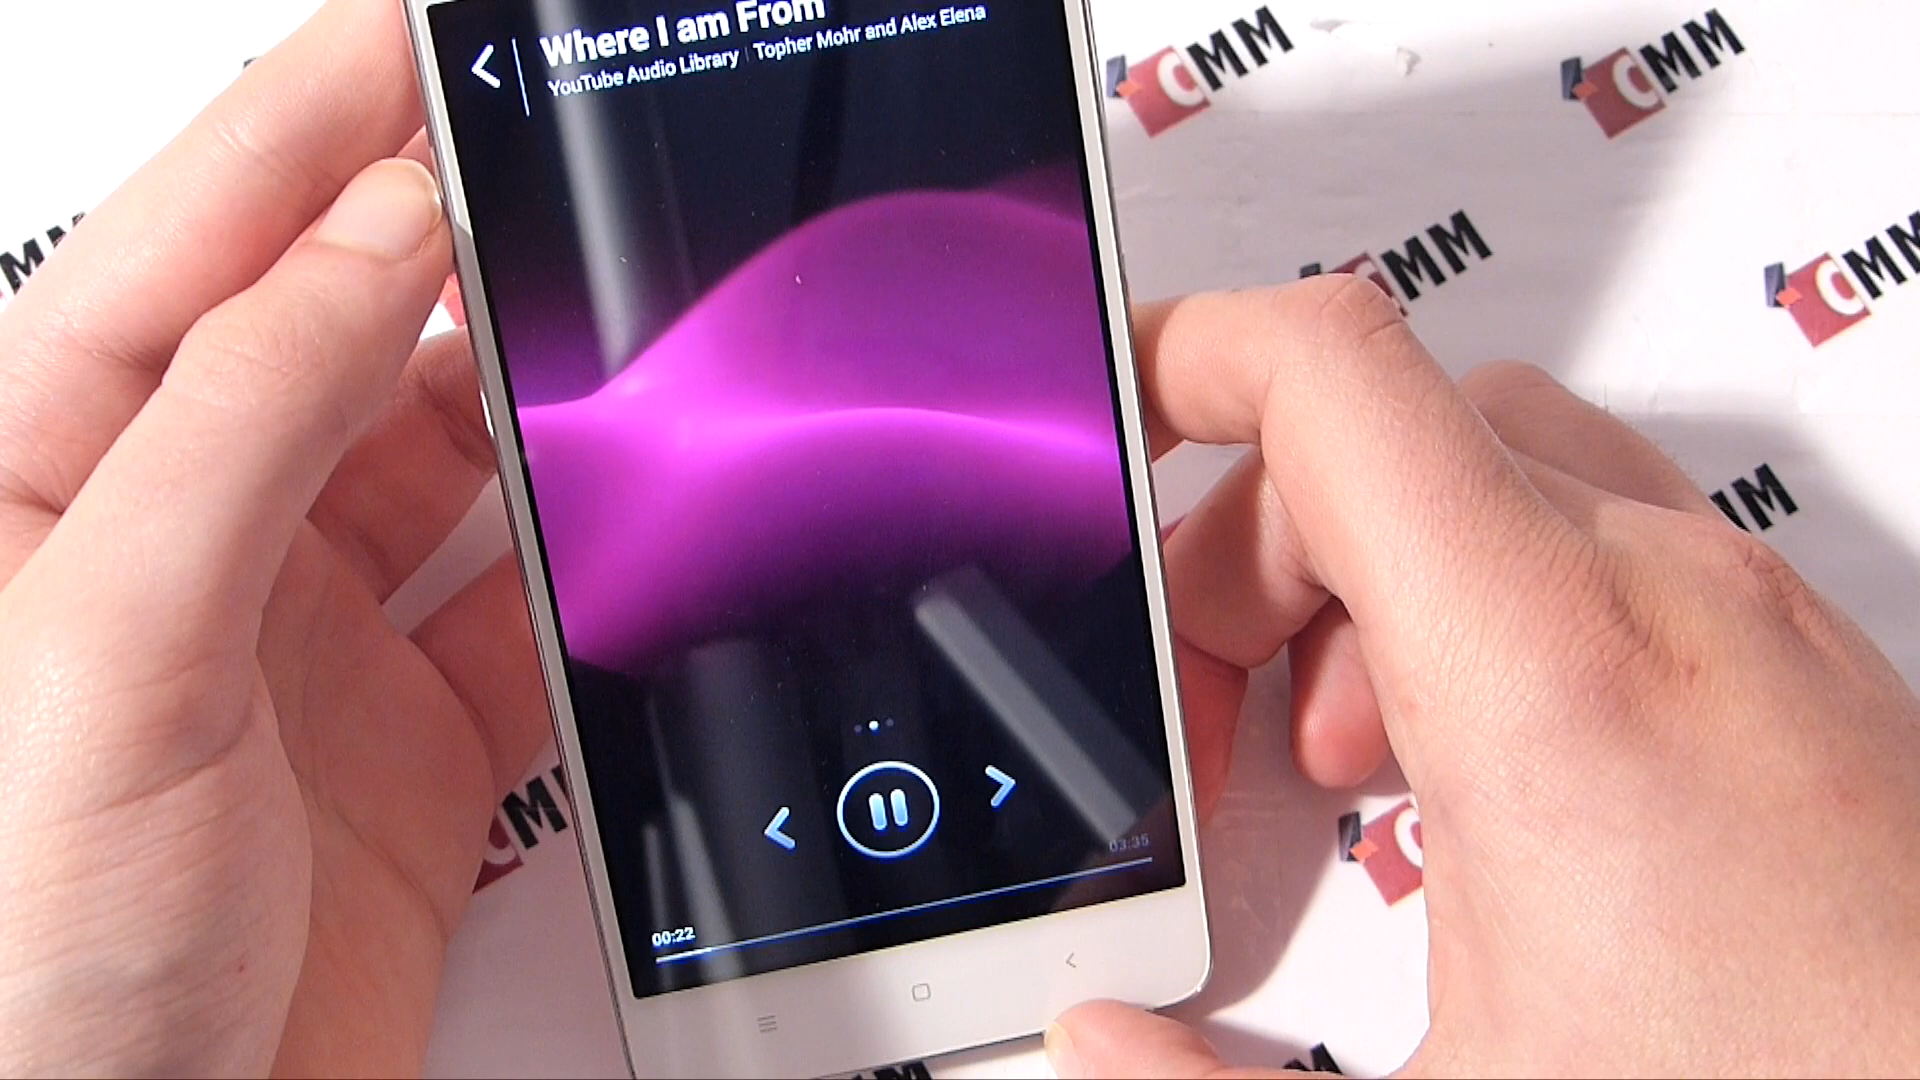 Where I am From
YouTube Audio Library | Topher Mohr and Alex Elena
03:35
00:22
CMM
CMM
CMM
CMM